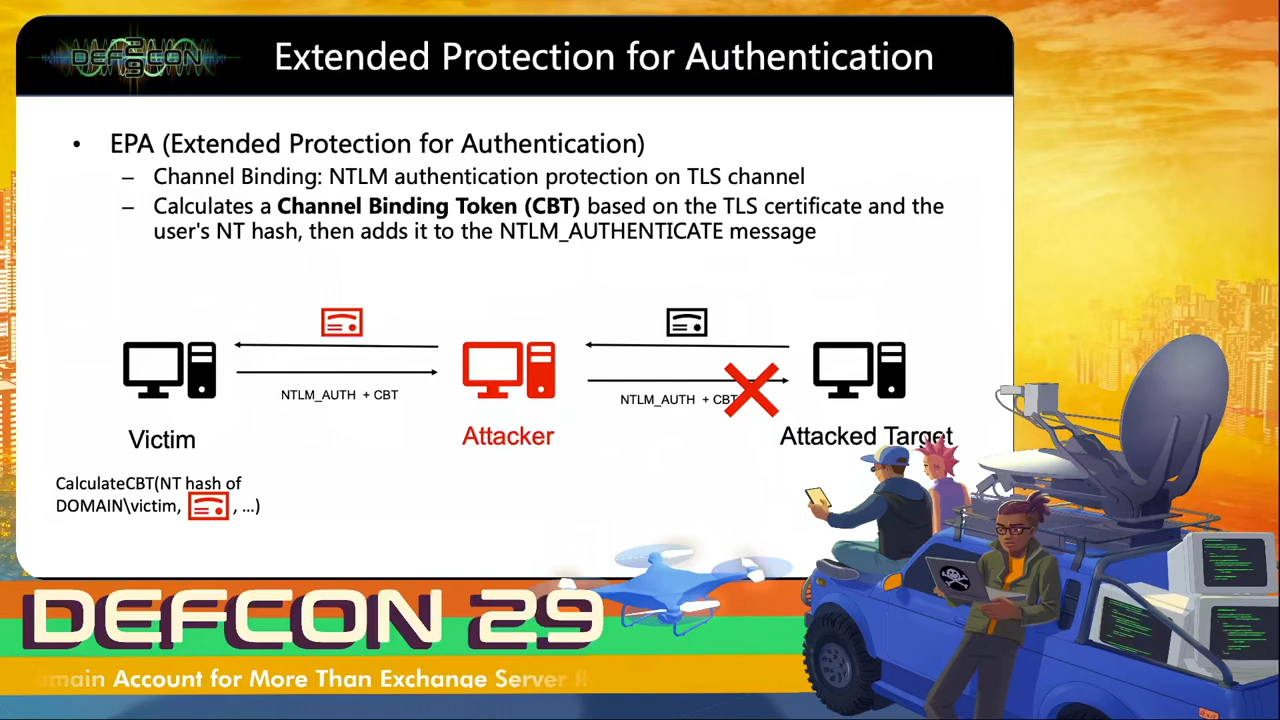 DEFCON 29
Extended Protection for Authentication
• EPA (Extended Protection for Authentication)
– Channel Binding: NTLM authentication protection on TLS channel
– Calculates a Channel Binding Token (CBT) based on the TLS certificate and the
user's NT hash, then adds it to the NTLM_AUTHENTICATE message
NTLM_AUTH + CBT
NTLM_AUTH + CBT
Victim
Attacker
Attacked Target
CalculateCBT(NT hash of
DOMAIN\victim, , ...)
DEFCON 29
Account for More Than Exchange Server